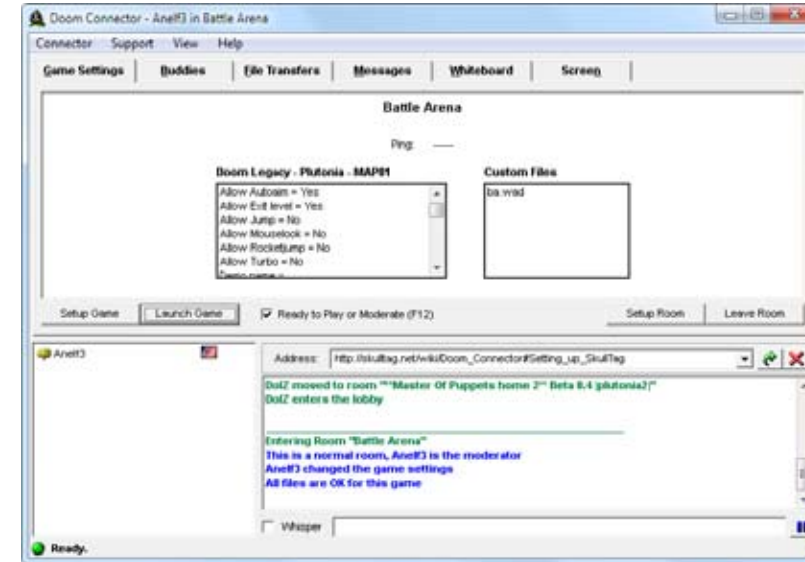 Doom Connector - Anelf3 in Battle Arena
Connector Support View Help
Game Settings Buddies File Transfers Messages Whiteboard Screen
Battle Arena
Ping: ----
Doom Legacy - Plutonia - MAP01 Custom Files
Allow Autoaim = Yes ba.wad
Allow Exit level = Yes
Allow Jump = No
Allow Mouselook = No
Allow Rocketjump = No
Allow Turbo = No
Demo name =
Setup Game Launch Game Ready to Play or Moderate (F12) Setup Room Leave Room
Anelf3 Address: http://skulltag.net/wiki/Doom_Connector#Setting_up_SkullTag
DolZ moved to room "**Master Of Puppets home 2** Beta 8.4 |plutonia2|"
DolZ enters the lobby
Entering Room "Battle Arena"
This is a normal room, Anelf3 is the moderator
Anelf3 changed the game settings
All files are OK for this game
Whisper
Ready.